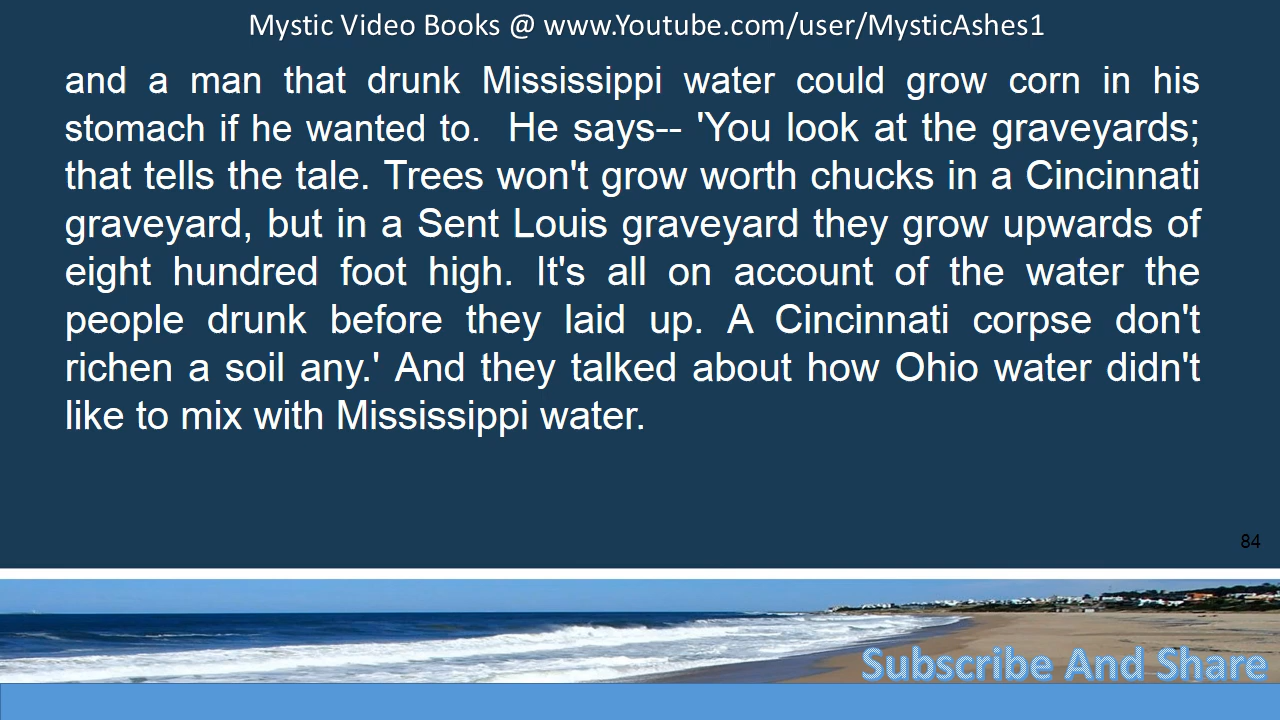 Mystic Video Books @ www.Youtube.com/user/MysticAshes1
and a man that drunk Mississippi water could grow corn in his
stomach if he wanted to.  He says-- 'You look at the graveyards;
that tells the tale. Trees won't grow worth chucks in a Cincinnati
graveyard, but in a Sent Louis graveyard they grow upwards of
eight hundred foot high. It's all on account of the water the
people drunk before they laid up. A Cincinnati corpse don't
richen a soil any.' And they talked about how Ohio water didn't
like to mix with Mississippi water.
84
Subscribe And Share